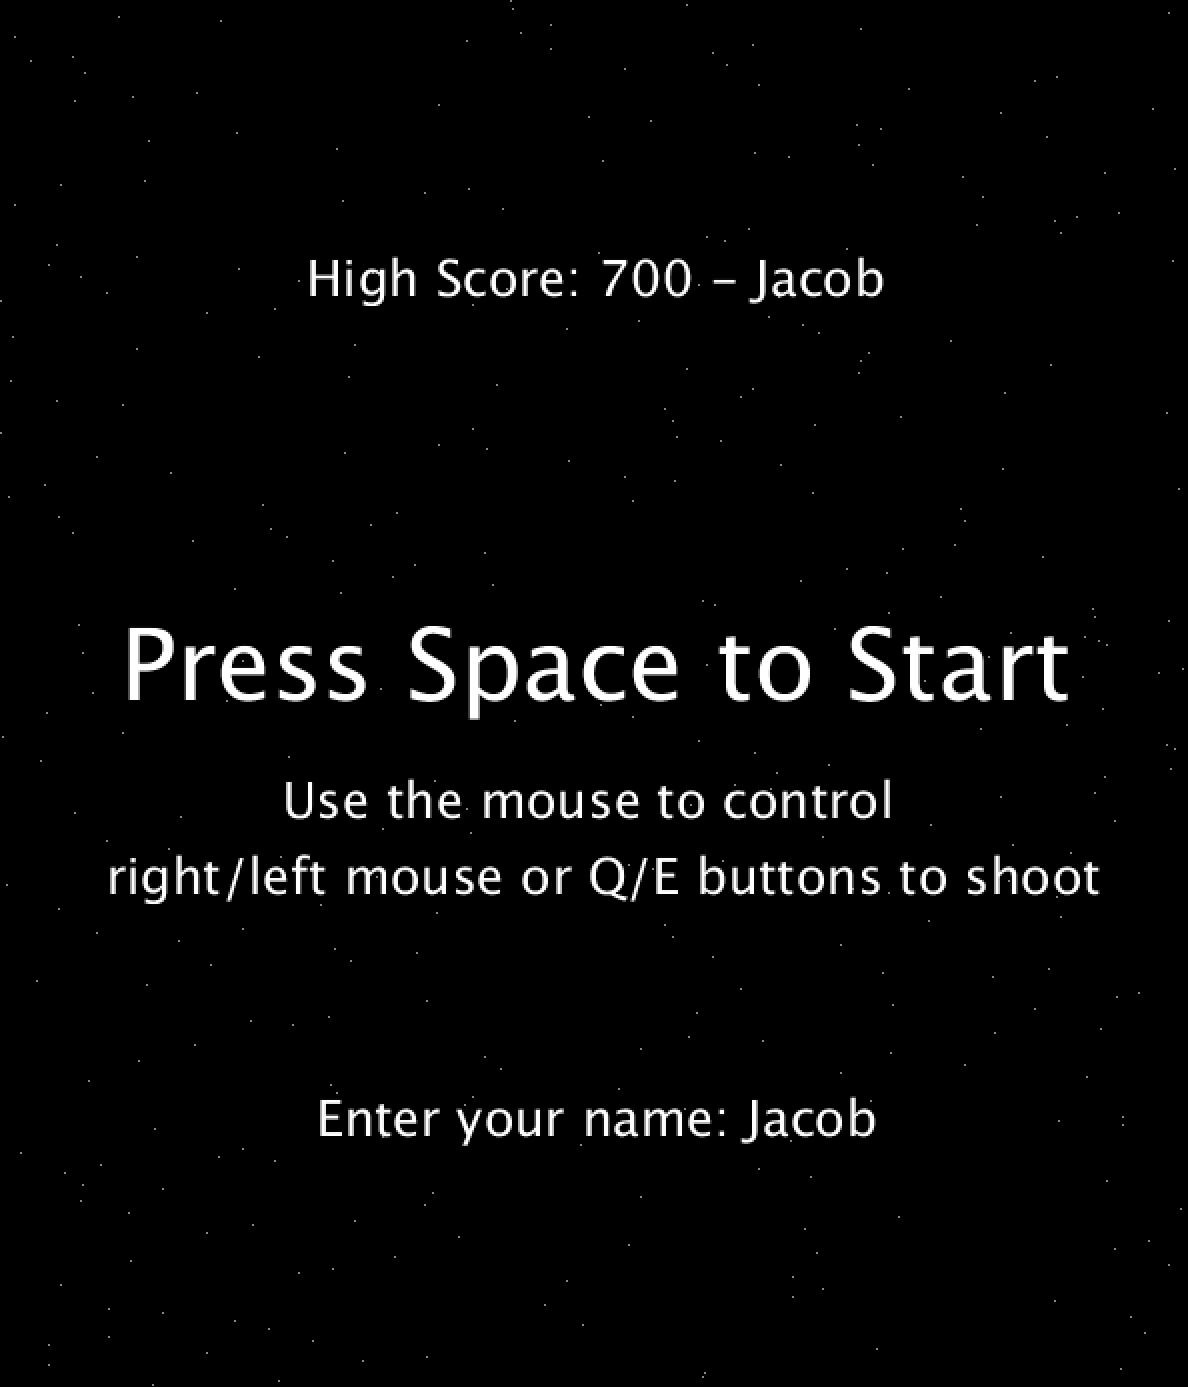 High Score: 700 – Jacob
Press Space to Start
Use the mouse to control
right/left mouse or Q/E buttons to shoot
Enter your name: Jacob